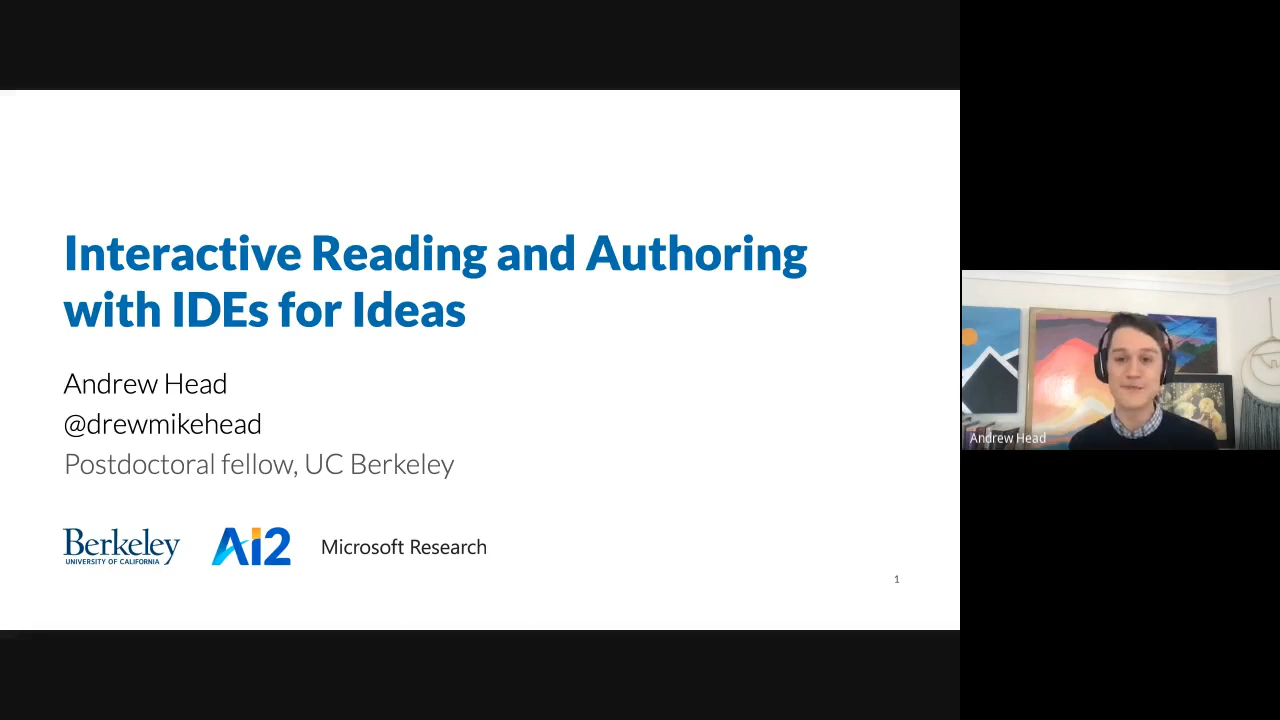 Interactive Reading and Authoring
with IDEs for Ideas
Andrew Head
@drewmikehead
Postdoctoral fellow, UC Berkeley
Berkeley
UNIVERSITY OF CALIFORNIA
Ai2
Microsoft Research
1
Andrew Head